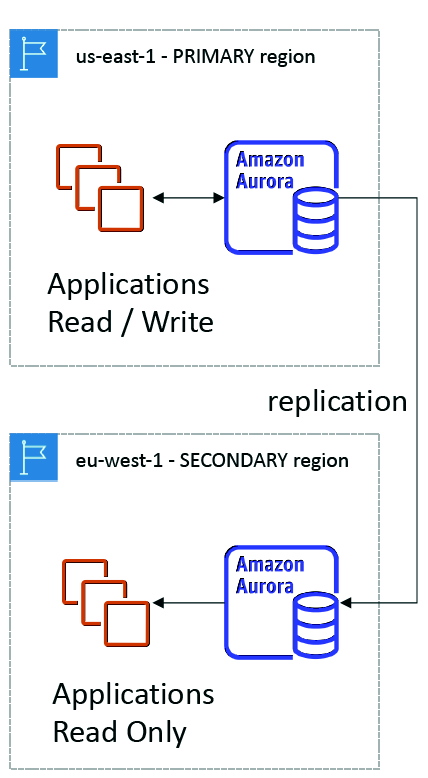 us-east-1 - PRIMARY region
Amazon
Aurora
Applications
Read / Write
replication
eu-west-1 - SECONDARY region
Amazon
Aurora
Applications
Read Only